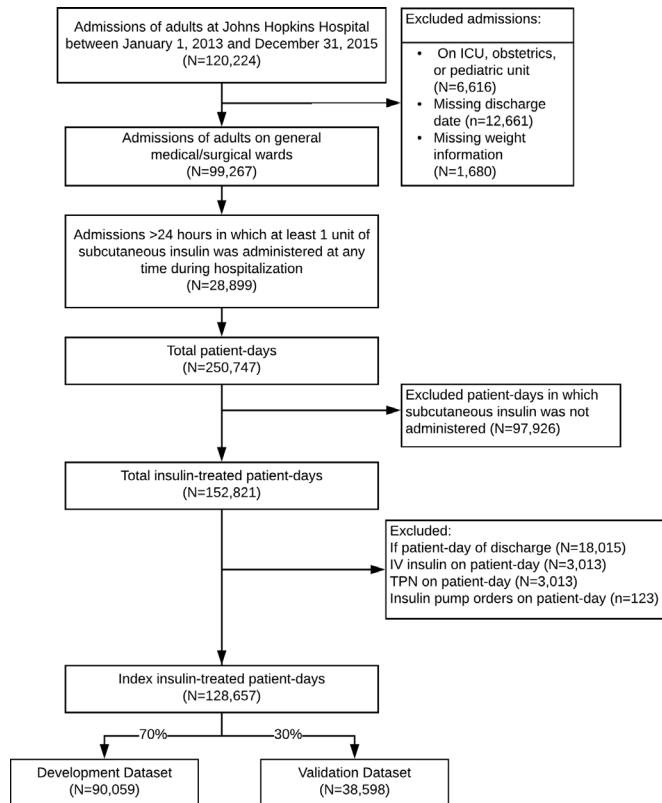 Admissions of adults at Johns Hopkins Hospital
between January 1, 2013 and December 31, 2015
(N=120,224)
Excluded admissions:
• On ICU, obstetrics,
or pediatric unit
(N=6,616)
• Missing discharge
date (n=12,661)
• Missing weight
information
(N=1,680)
Admissions of adults on general
medical/surgical wards
(N=99,267)
Admissions >24 hours in which at least 1 unit of
subcutaneous insulin was administered at any
time during hospitalization
(N=28,899)
Total patient-days
(N=250,747)
Excluded patient-days in which
subcutaneous insulin was not
administered (N=97,926)
Total insulin-treated patient-days
(N=152,821)
Excluded:
If patient-day of discharge (N=18,015)
IV insulin on patient-day (N=3,013)
TPN on patient-day (N=3,013)
Insulin pump orders on patient-day (n=123)
Index insulin-treated patient-days
(N=128,657)
70%
30%
Development Dataset
(N=90,059)
Validation Dataset
(N=38,598)